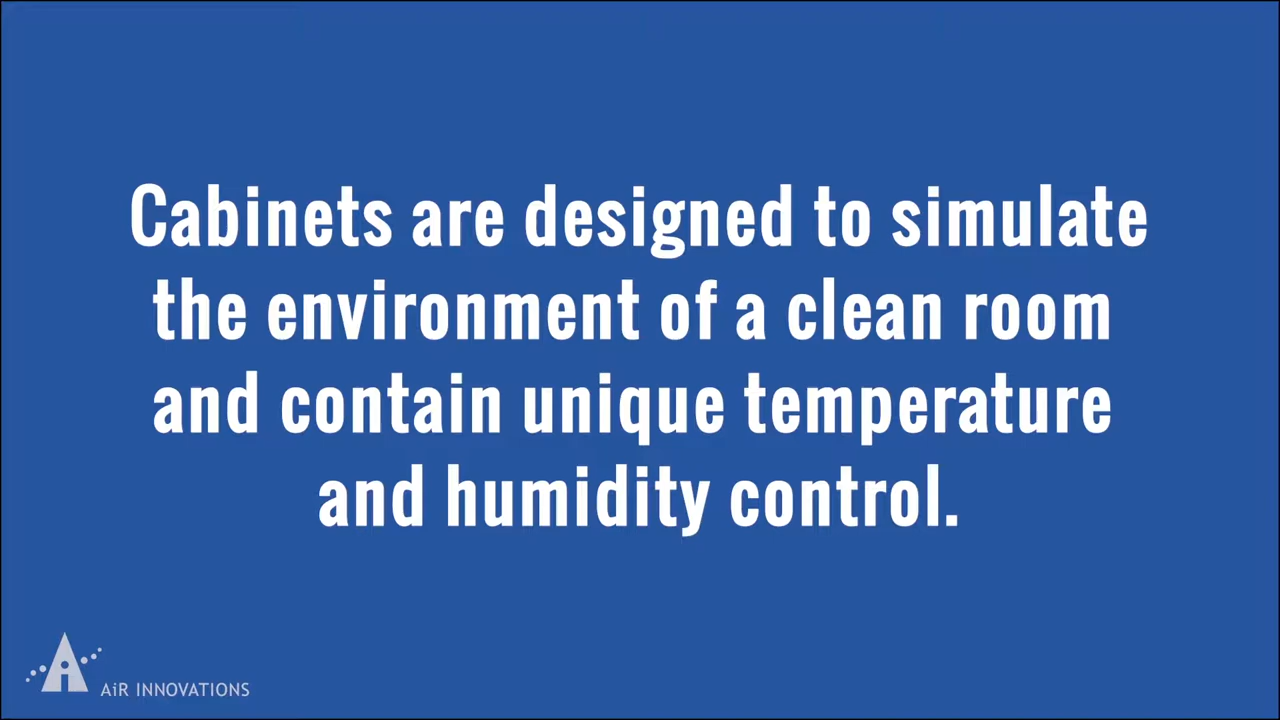 Cabinets are designed to simulate
the environment of a clean room
and contain unique temperature
and humidity control.
AiR INNOVATIONS